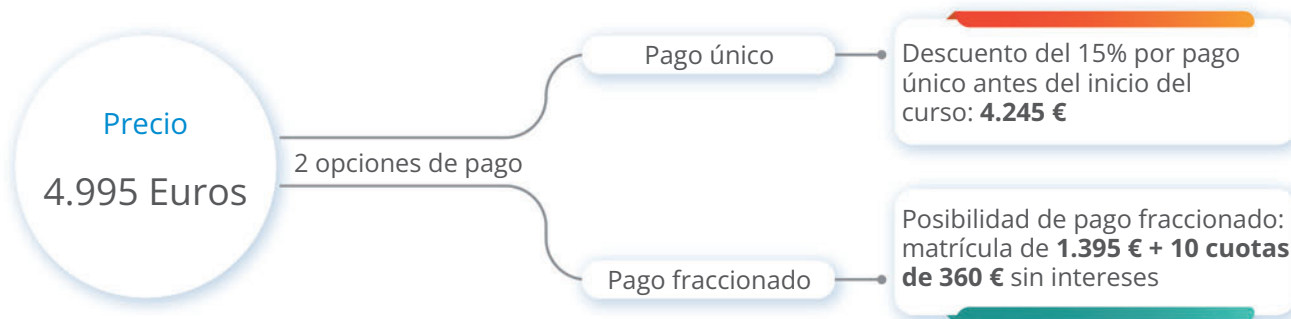 Precio
4.995 Euros
2 opciones de pago
Pago único
Descuento del 15% por pago
único antes del inicio del
curso: 4.245 €
Pago fraccionado
Posibilidad de pago fraccionado:
matrícula de 1.395 € + 10 cuotas
de 360 € sin intereses